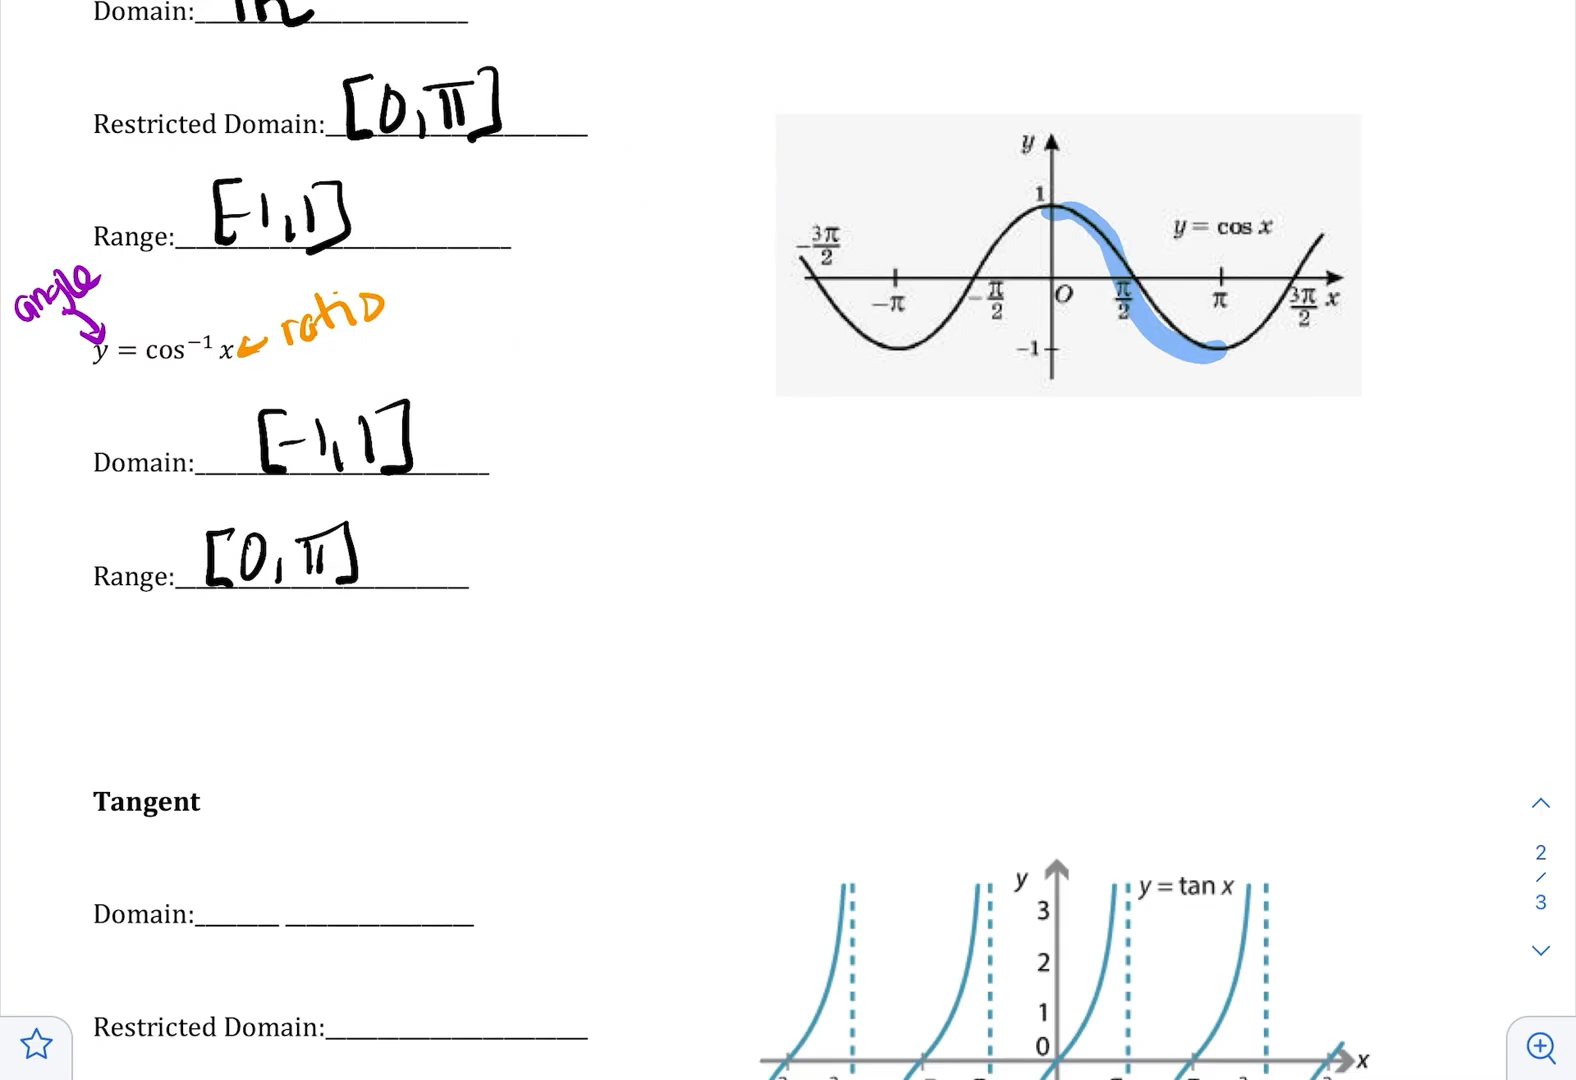 Domain: ℝ
Restricted Domain: [0, π]
Range: [-1, 1]
angle
ratio
y = cos⁻¹ x
Domain: [-1, 1]
Range: [0, π]
y
1
y = cos x
-3π/2
-π
-π/2
O
π/2
π
3π/2
x
-1
Tangent
Domain:
Restricted Domain:
y
y = tan x
3
2
1
0
x
2
/
3